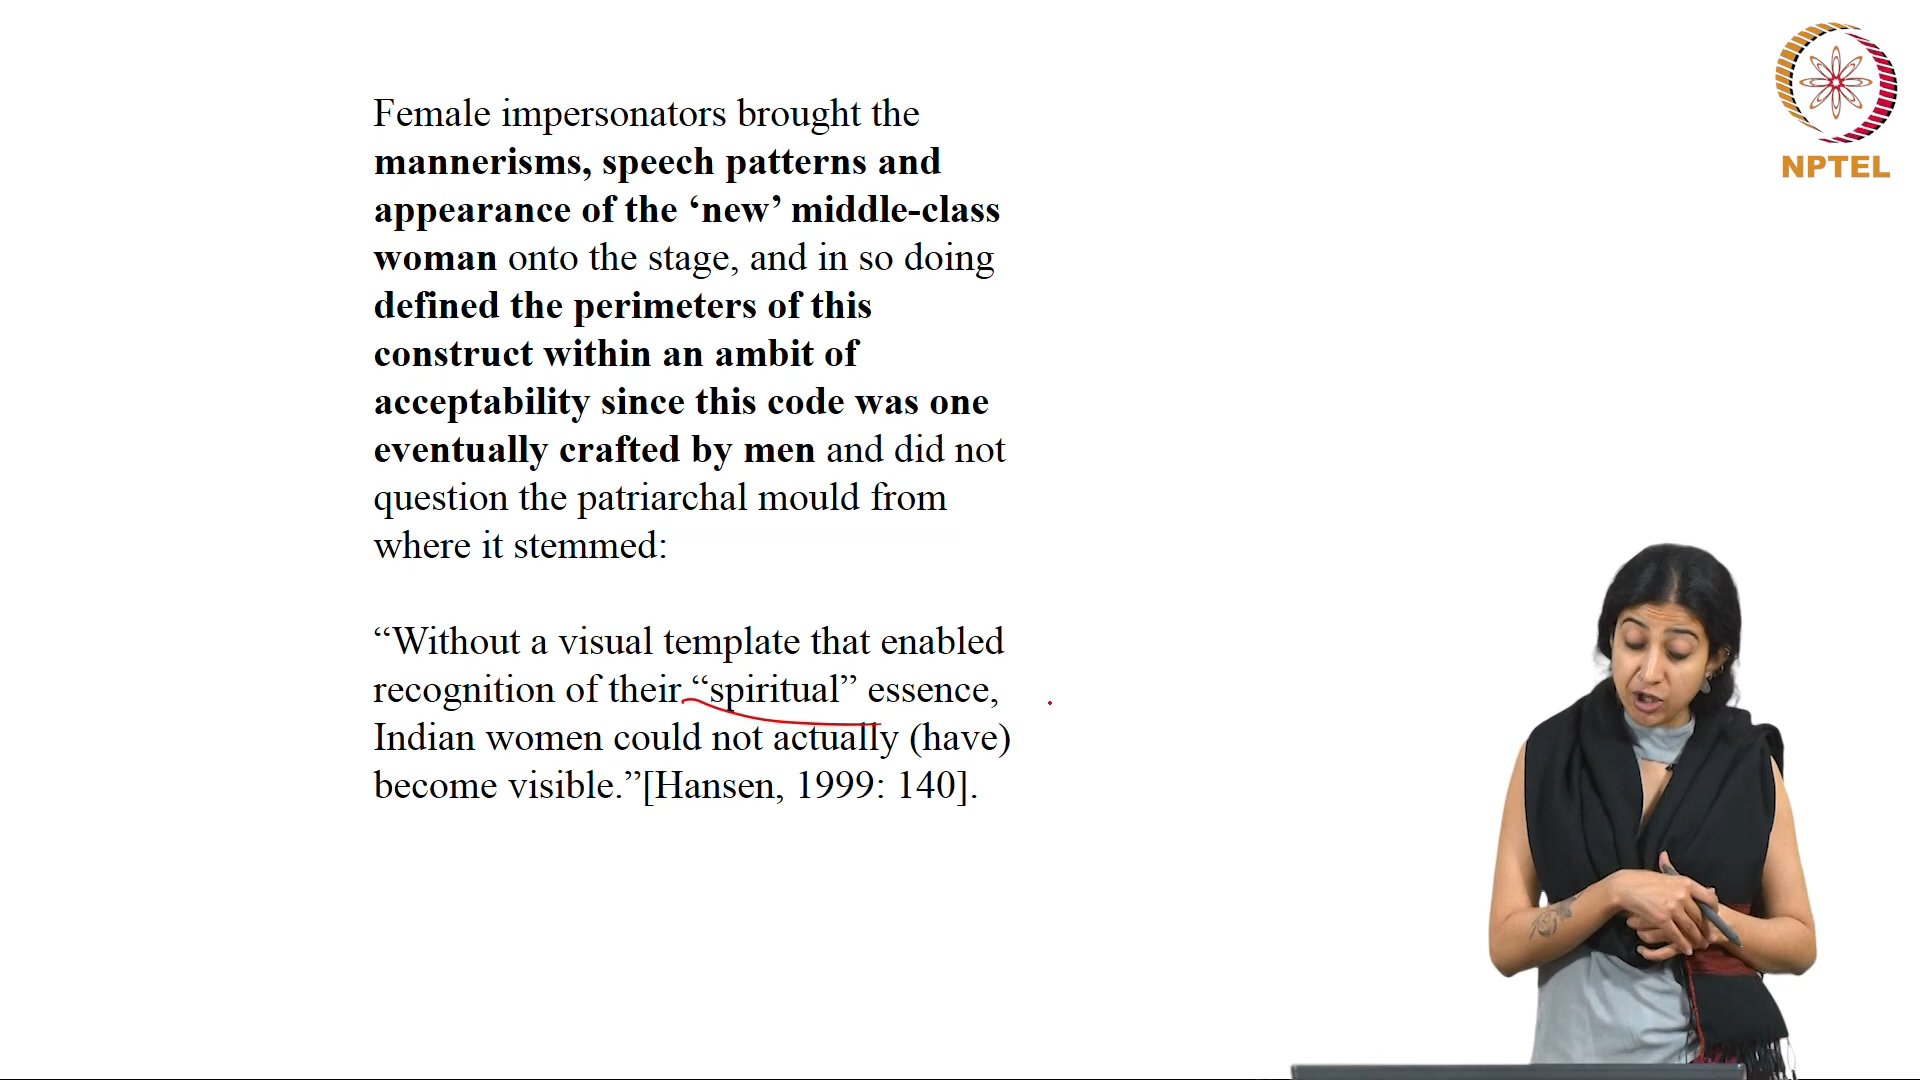 Female impersonators brought the
mannerisms, speech patterns and
appearance of the ‘new’ middle-class
woman onto the stage, and in so doing
defined the perimeters of this
construct within an ambit of
acceptability since this code was one
eventually crafted by men and did not
question the patriarchal mould from
where it stemmed:
“Without a visual template that enabled
recognition of their “spiritual” essence,
Indian women could not actually (have)
become visible.”[Hansen, 1999: 140].
NPTEL